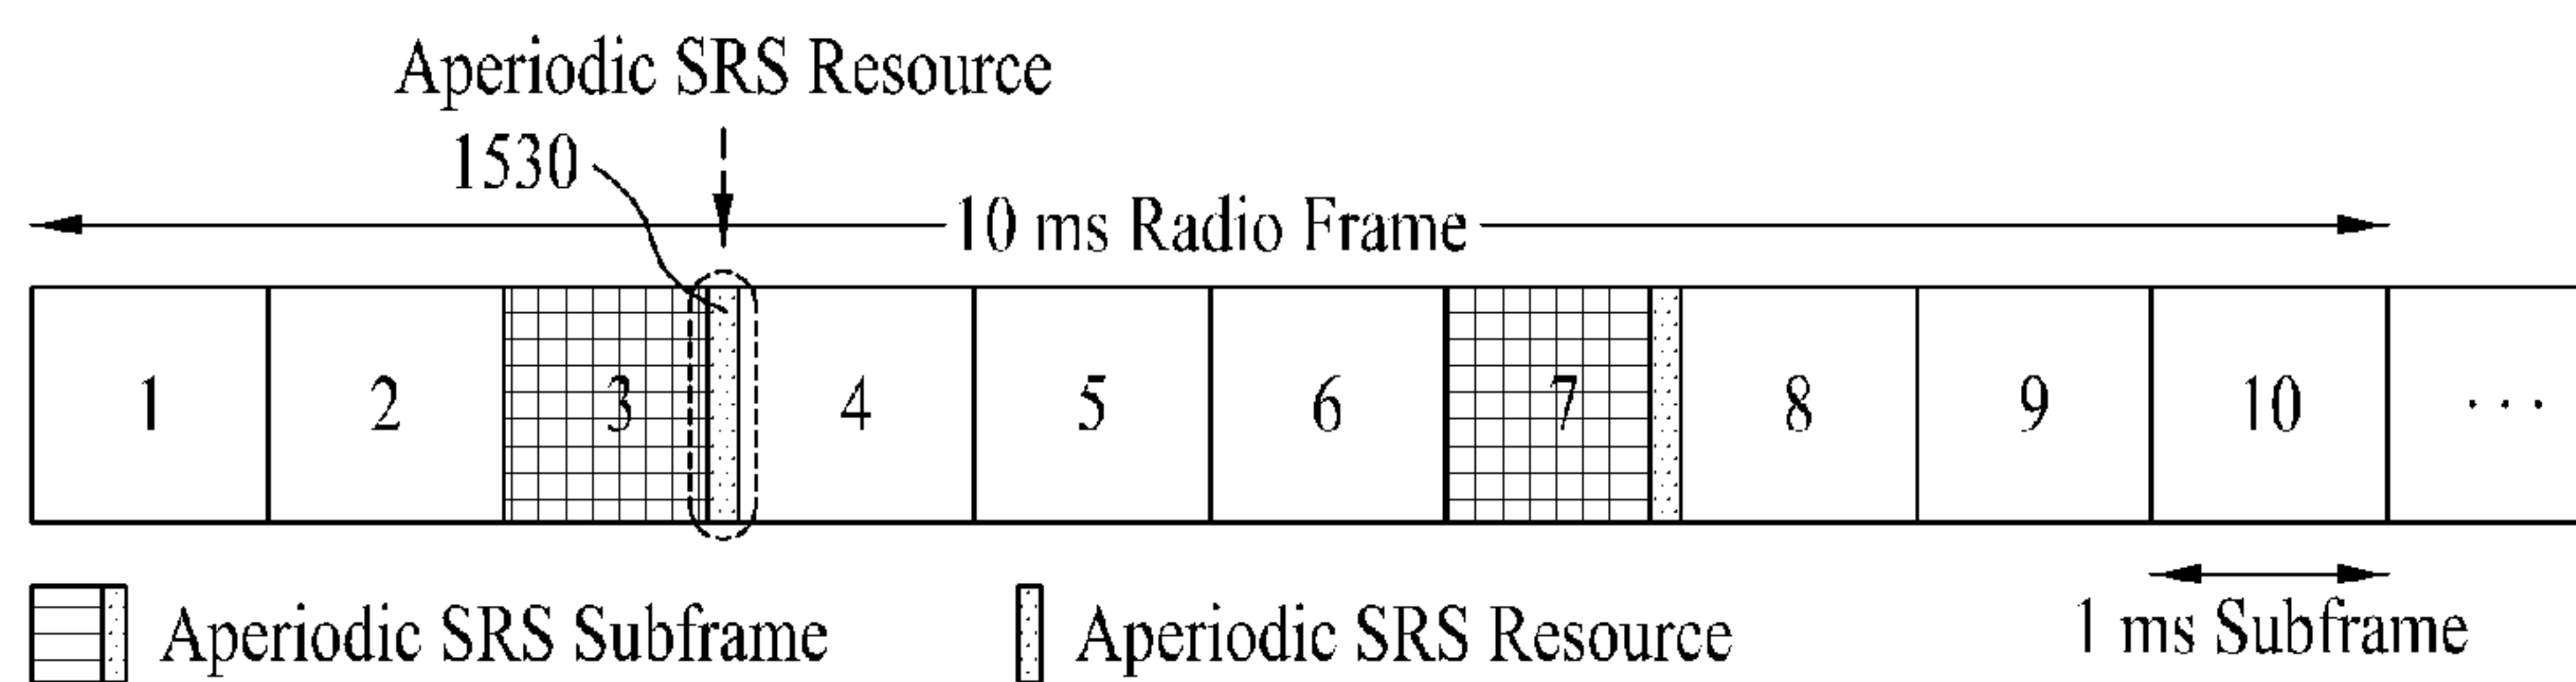 Aperiodic SRS Resource
1530
10 ms Radio Frame
1 2 3 4 5 6 7 8 9 10 ...
Aperiodic SRS Subframe Aperiodic SRS Resource 1 ms Subframe